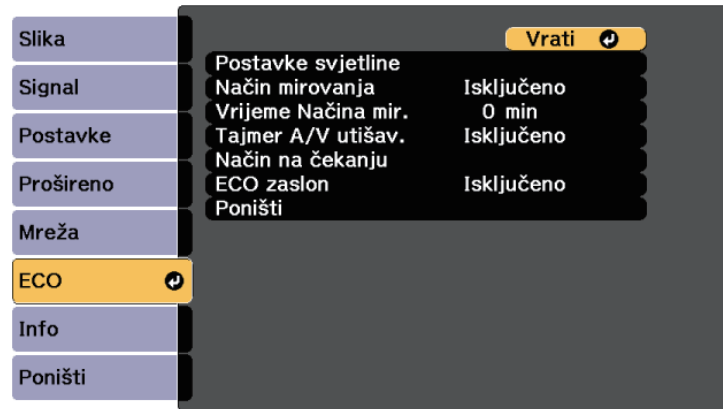 Slika
Signal
Postavke
Prošireno
Mreža
ECO
Info
Poništi
Vrati
Postavke svjetline
Način mirovanja Isključeno
Vrijeme Načina mir. 0 min
Tajmer A/V utišav. Isključeno
Način na čekanju
ECO zaslon Isključeno
Poništi